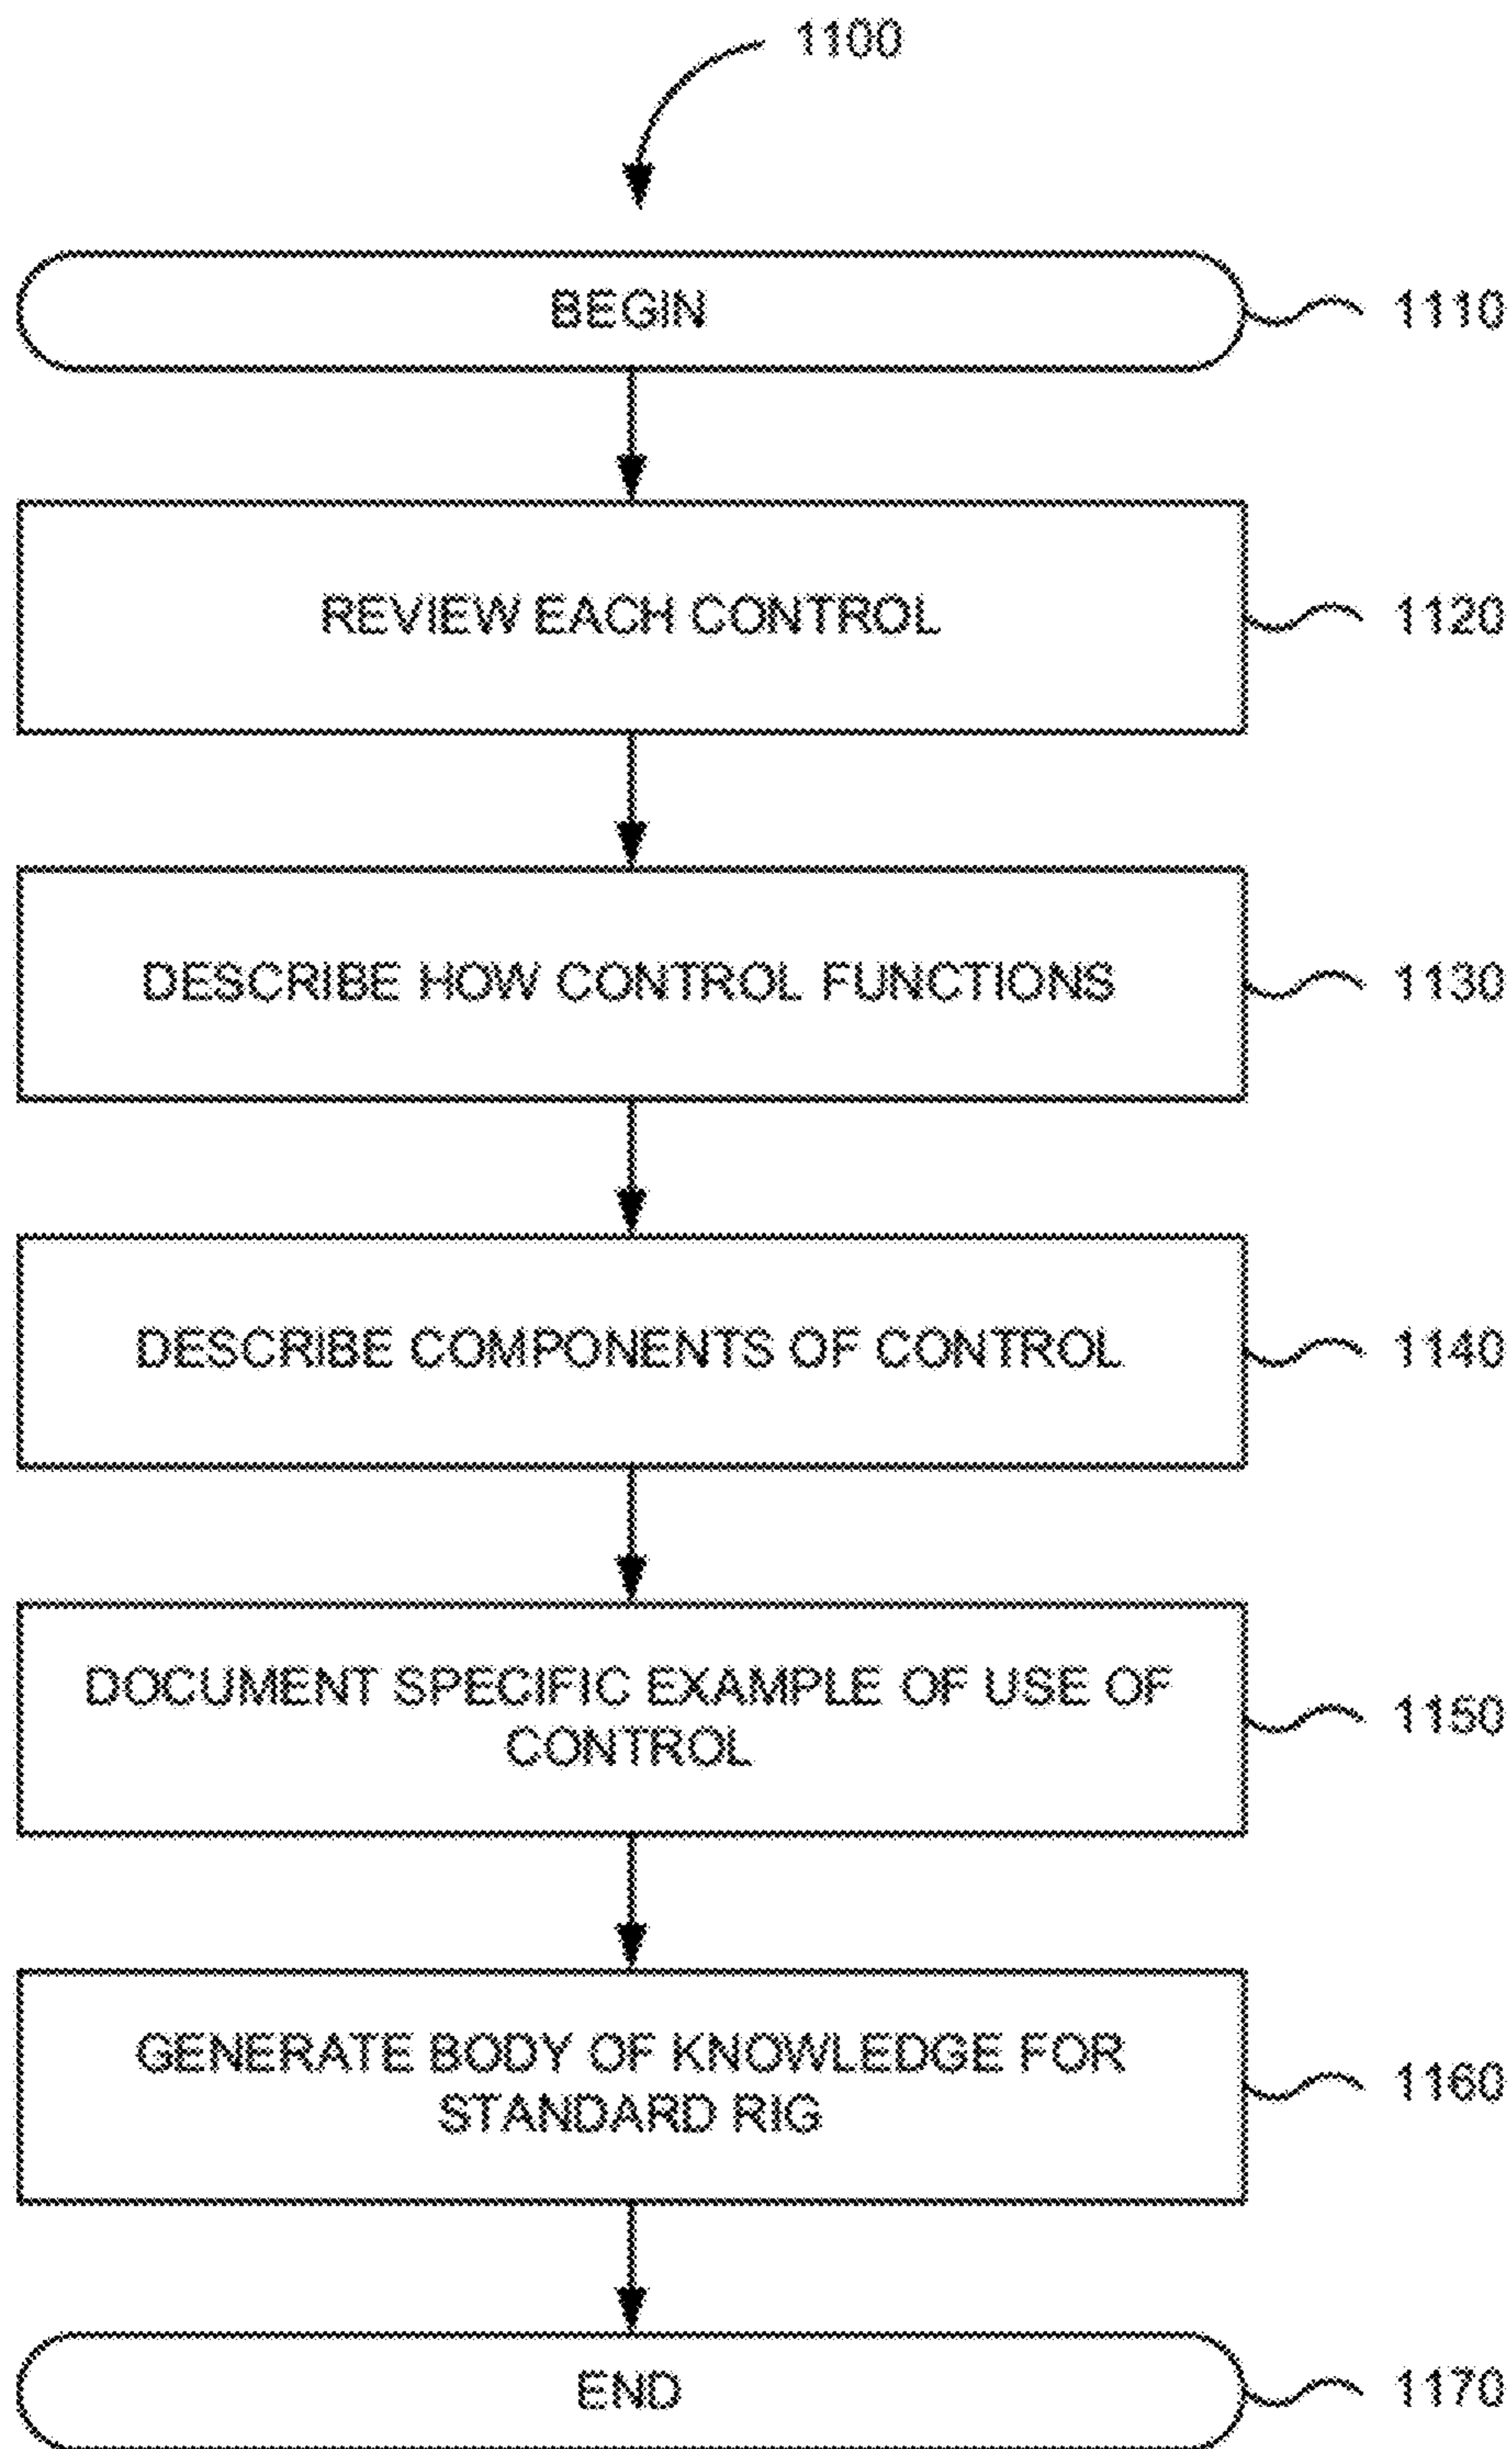 1100
BEGIN
1110
REVIEW EACH CONTROL
1120
DESCRIBE HOW CONTROL FUNCTIONS
1130
DESCRIBE COMPONENTS OF CONTROL
1140
DOCUMENT SPECIFIC EXAMPLE OF USE OF
CONTROL
1150
GENERATE BODY OF KNOWLEDGE FOR
STANDARD RIG
1160
END
1170